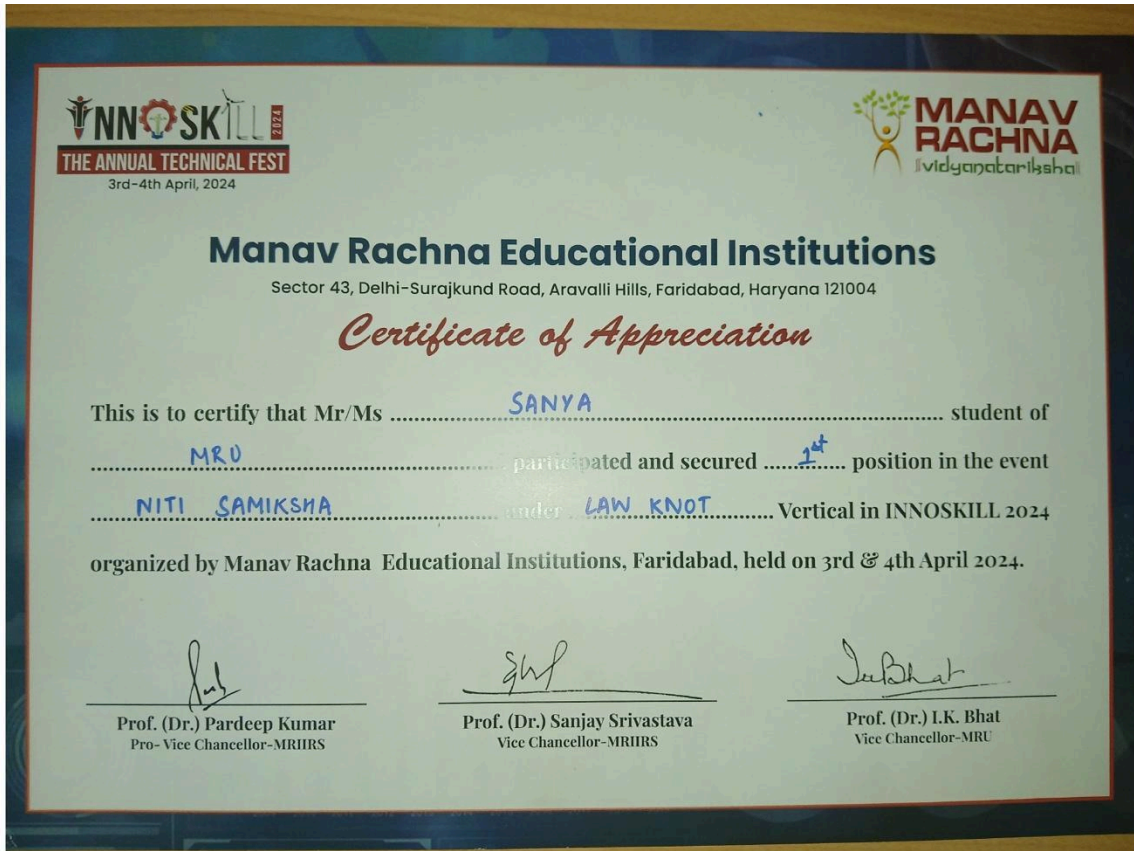 INNOSKILL 2024
THE ANNUAL TECHNICAL FEST
3rd-4th April, 2024
MANAV
RACHNA
vidyanatariksha
Manav Rachna Educational Institutions
Sector 43, Delhi-Surajkund Road, Aravalli Hills, Faridabad, Haryana 121004
Certificate of Appreciation
This is to certify that Mr/Ms ........ SANYA ........ student of
........ MRU ........ participated and secured ..... 1st ..... position in the event
........ NITI SAMIKSHA ........ under LAW KNOT ........ Vertical in INNOSKILL 2024
organized by Manav Rachna Educational Institutions, Faridabad, held on 3rd & 4th April 2024.
IKBhat
Prof. (Dr.) Pardeep Kumar
Pro- Vice Chancellor-MRIIRS
Prof. (Dr.) Sanjay Srivastava
Vice Chancellor-MRIIRS
Prof. (Dr.) I.K. Bhat
Vice Chancellor-MRU